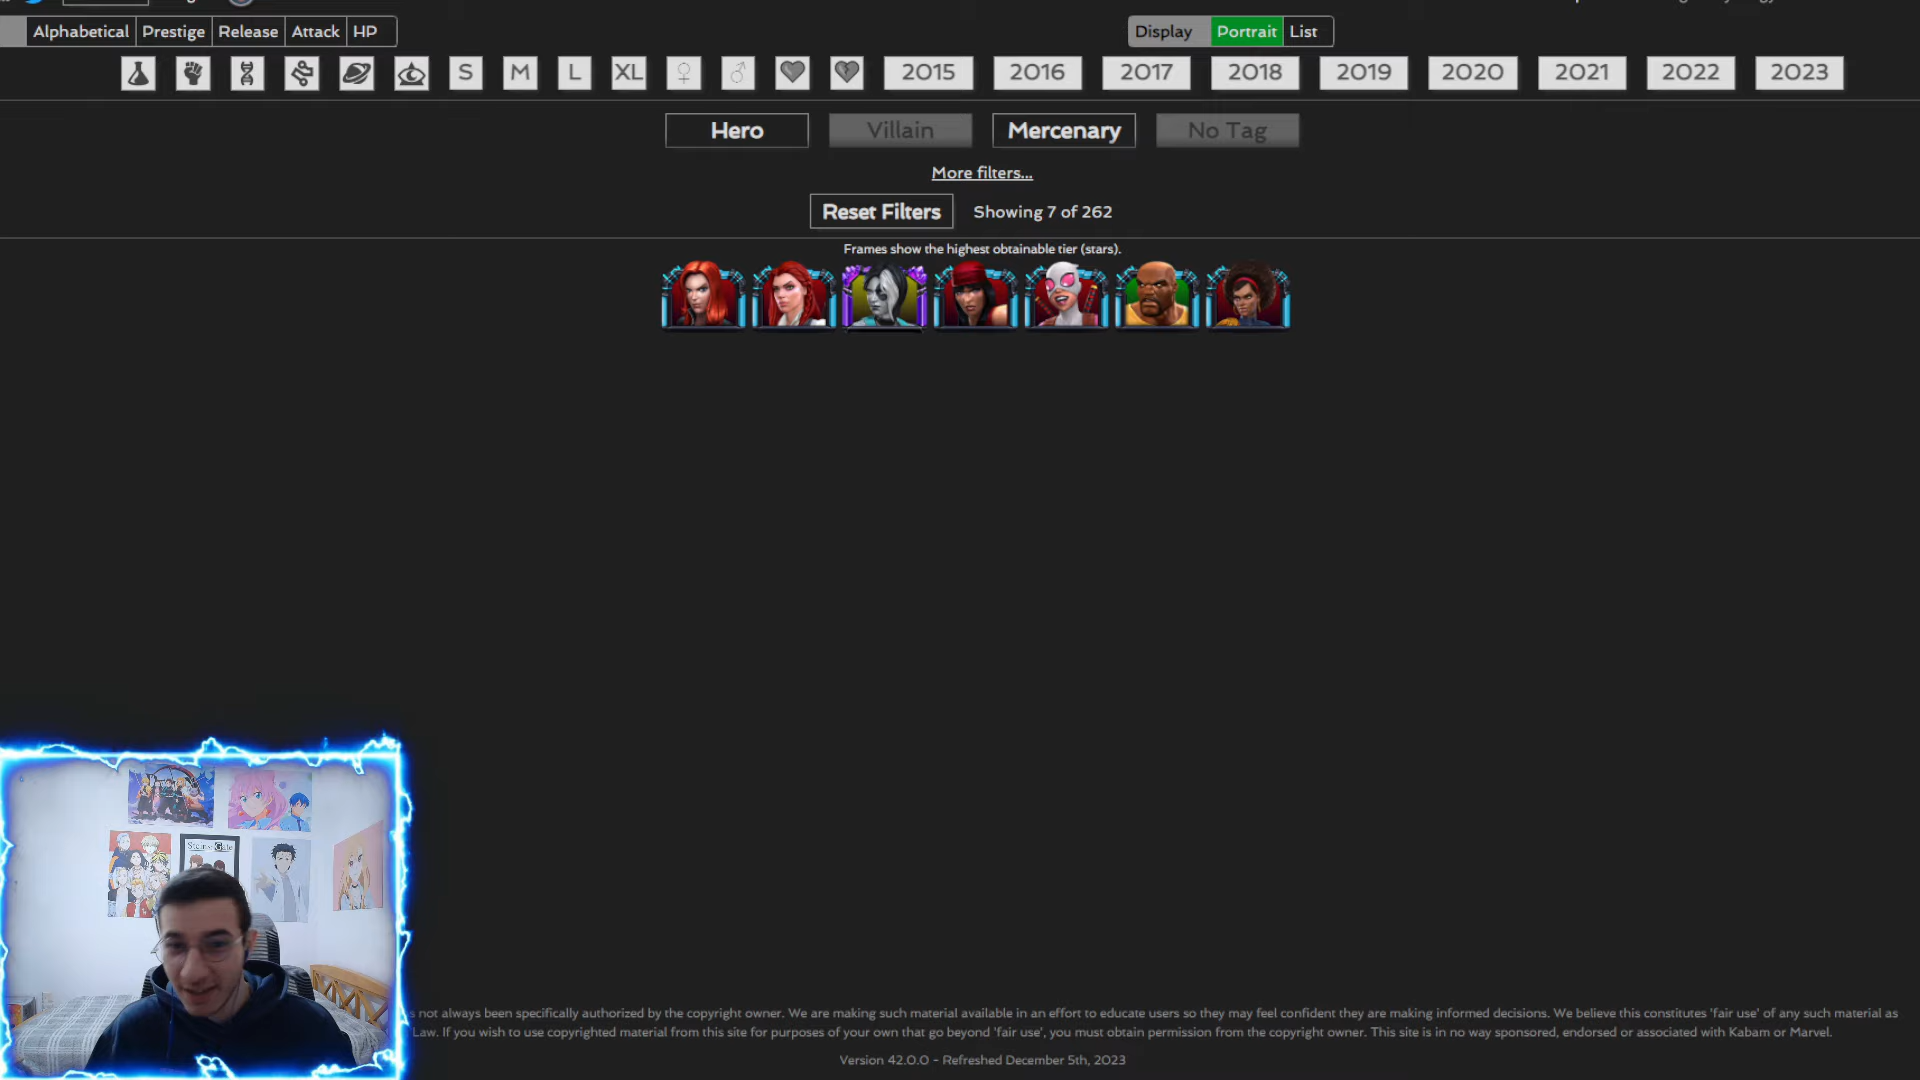 Alphabetical Prestige Release Attack HP Display Portrait List
S M L XL ♀ ♂ 2015 2016 2017 2018 2019 2020 2021 2022 2023
Hero Villain Mercenary No Tag
More filters...
Reset Filters Showing 7 of 262
Frames show the highest obtainable tier (stars).
Steins;Gate
s not always been specifically authorized by the copyright owner. We are making such material available in an effort to educate users so they may feel confident they are making informed decisions. We believe this constitutes 'fair use' of any such material as
Law. If you wish to use copyrighted material from this site for purposes of your own that go beyond 'fair use', you must obtain permission from the copyright owner. This site is in no way sponsored, endorsed or associated with Kabam or Marvel.
Version 42.0.0 - Refreshed December 5th, 2023